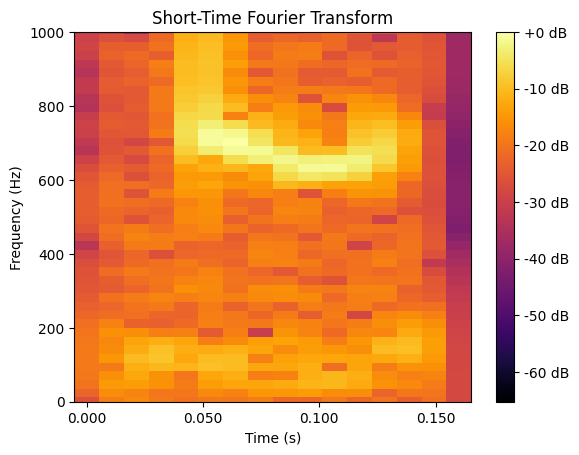 Short-Time Fourier Transform
1000
800
600
400
200
0
Frequency (Hz)
0.000
0.050
0.100
0.150
Time (s)
+0 dB
-10 dB
-20 dB
-30 dB
-40 dB
-50 dB
-60 dB